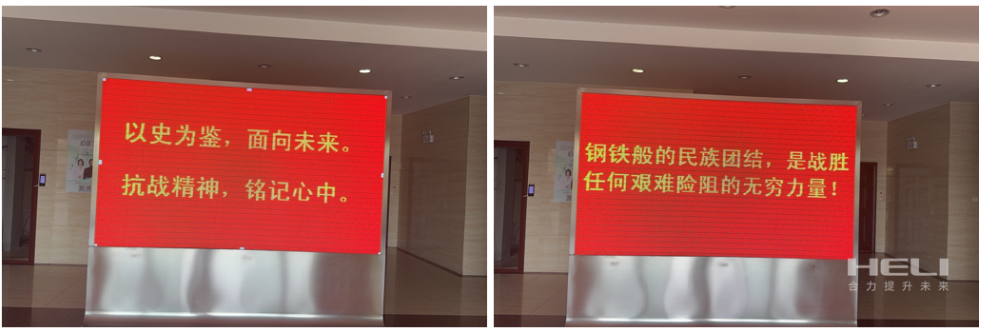 以史为鉴，面向未来。
抗战精神，铭记心中。
钢铁般的民族团结，是战胜
任何艰难险阻的无穷力量！
HELI
合力提升未来